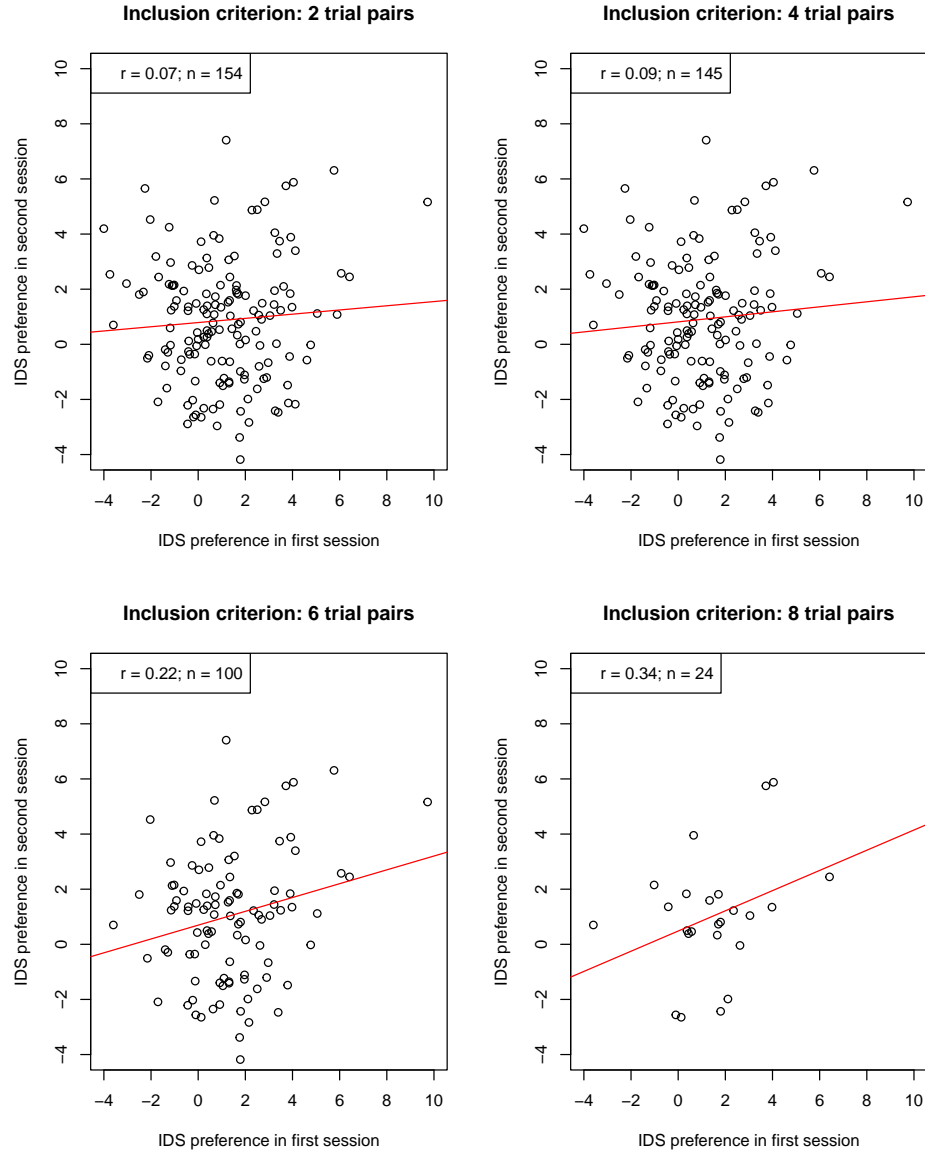 Inclusion criterion: 2 trial pairs
r = 0.07; n = 154
IDS preference in second session
10
8
6
4
2
0
−2
−4
−4 −2 0 2 4 6 8 10
IDS preference in first session
Inclusion criterion: 4 trial pairs
r = 0.09; n = 145
IDS preference in second session
10
8
6
4
2
0
−2
−4
−4 −2 0 2 4 6 8 10
IDS preference in first session
Inclusion criterion: 6 trial pairs
r = 0.22; n = 100
IDS preference in second session
10
8
6
4
2
0
−2
−4
−4 −2 0 2 4 6 8 10
IDS preference in first session
Inclusion criterion: 8 trial pairs
r = 0.34; n = 24
IDS preference in second session
10
8
6
4
2
0
−2
−4
−4 −2 0 2 4 6 8 10
IDS preference in first session